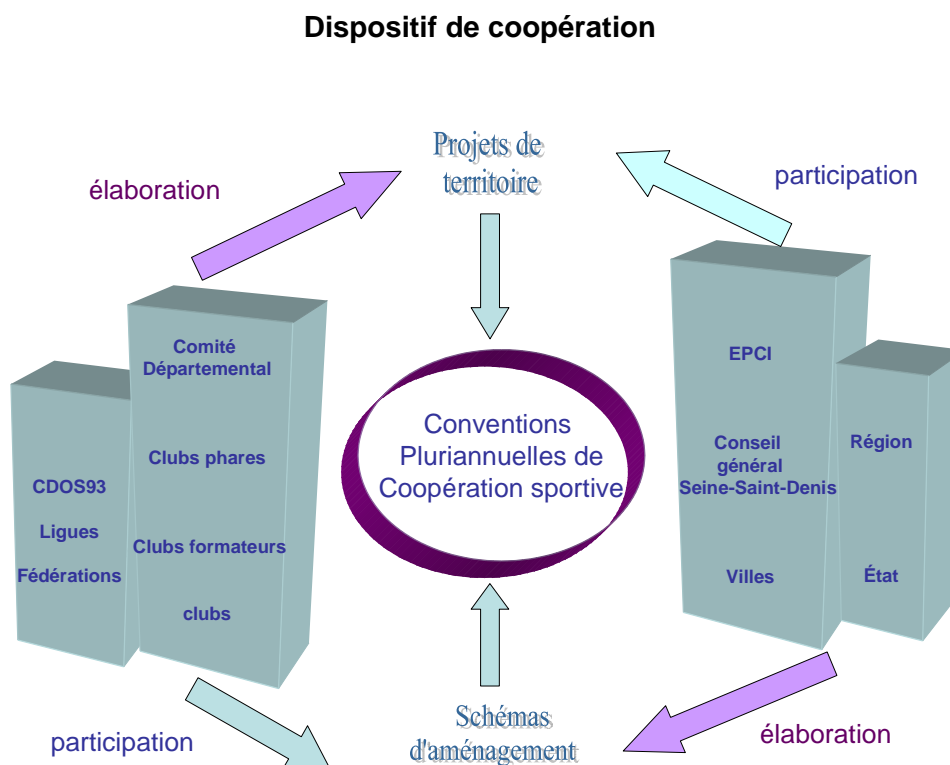 Dispositif de coopération
Projets de
territoire
élaboration
participation
Comité
Départemental
Clubs phares
Clubs formateurs
clubs
CDOS93
Ligues
Fédérations
Conventions
Pluriannuelles de
Coopération sportive
EPCI
Conseil
général
Seine-Saint-Denis
Villes
Région
État
participation
Schémas
d'aménagement
élaboration